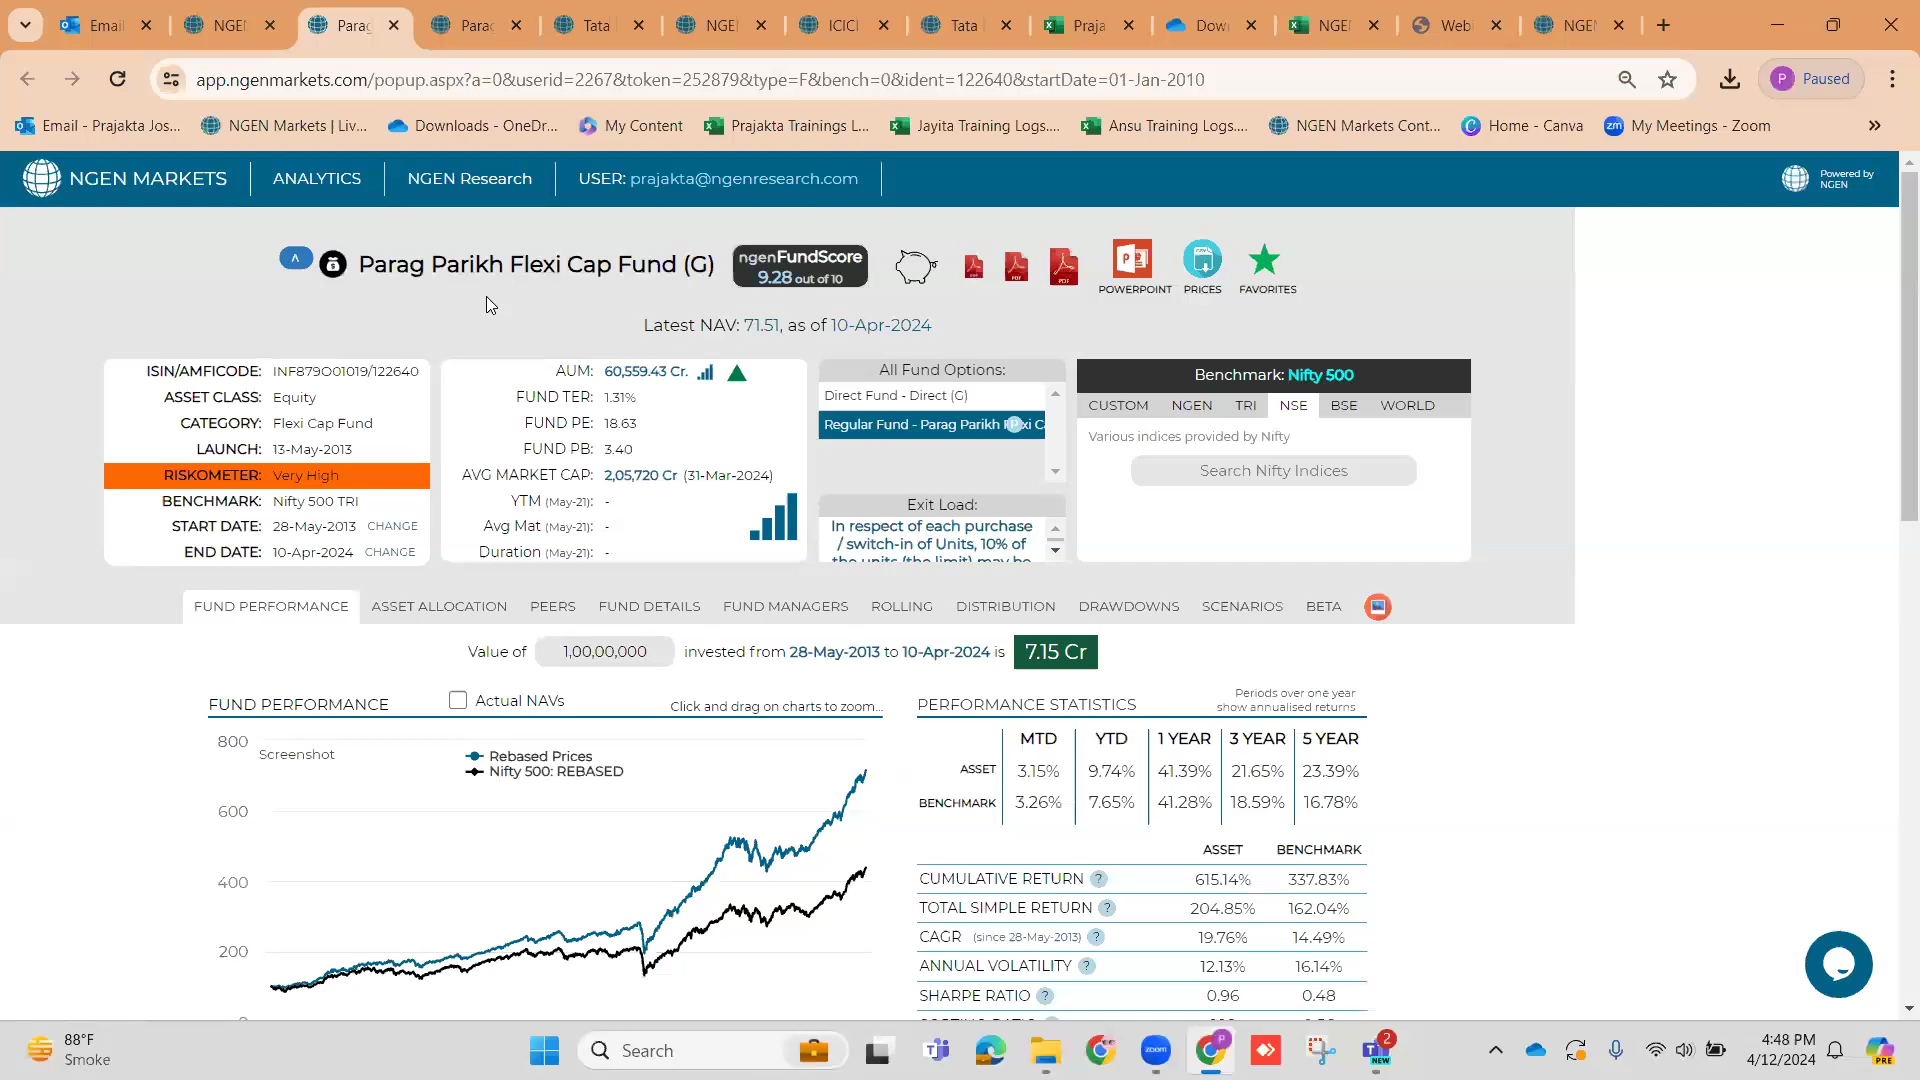 Email
NGEN
Parag
Parag
Tata
NGE
ICICI
Tata
Praja
Dow
NGE
Web
NGE
app.ngenmarkets.com/popup.aspx?a=0&userid=2267&token=252879&type=F&bench=0&ident=122640&startDate=01-Jan-2010
P Paused
Email - Prajakta Jos...
NGEN Markets | Liv...
Downloads - OneDr...
My Content
Prajakta Trainings L...
Jayita Training Logs....
Ansu Training Logs....
NGEN Markets Cont...
Home - Canva
zm My Meetings - Zoom
NGEN MARKETS
ANALYTICS
NGEN Research
USER: prajakta@ngenresearch.com
Powered by
NGEN
Parag Parikh Flexi Cap Fund (G)
ngenFundScore
9.28 out of 10
POWERPOINT
PRICES
FAVORITES
Latest NAV: 71.51, as of 10-Apr-2024
ISIN/AMFICODE: INF879O01019/122640
ASSET CLASS: Equity
CATEGORY: Flexi Cap Fund
LAUNCH: 13-May-2013
RISKOMETER: Very High
BENCHMARK: Nifty 500 TRI
START DATE: 28-May-2013 CHANGE
END DATE: 10-Apr-2024 CHANGE
AUM: 60,559.43 Cr.
FUND TER: 1.31%
FUND PE: 18.63
FUND PB: 3.40
AVG MARKET CAP: 2,05,720 Cr (31-Mar-2024)
YTM (May-21): -
Avg Mat (May-21): -
Duration (May-21): -
All Fund Options:
Direct Fund - Direct (G)
Regular Fund - Parag Parikh Flexi C
Exit Load:
In respect of each purchase
/ switch-in of Units, 10% of
the units (the limit) may be
Benchmark: Nifty 500
CUSTOM NGEN TRI NSE BSE WORLD
Various indices provided by Nifty
Search Nifty Indices
FUND PERFORMANCE ASSET ALLOCATION PEERS FUND DETAILS FUND MANAGERS ROLLING DISTRIBUTION DRAWDOWNS SCENARIOS BETA
Value of 1,00,00,000 invested from 28-May-2013 to 10-Apr-2024 is 7.15 Cr
FUND PERFORMANCE
Actual NAVs
Click and drag on charts to zoom...
Screenshot
Rebased Prices
Nifty 500: REBASED
800
600
400
200
0
PERFORMANCE STATISTICS
Periods over one year
show annualised returns
MTD YTD 1 YEAR 3 YEAR 5 YEAR
ASSET 3.15% 9.74% 41.39% 21.65% 23.39%
BENCHMARK 3.26% 7.65% 41.28% 18.59% 16.78%
ASSET BENCHMARK
CUMULATIVE RETURN ? 615.14% 337.83%
TOTAL SIMPLE RETURN ? 204.85% 162.04%
CAGR (since 28-May-2013) ? 19.76% 14.49%
ANNUAL VOLATILITY ? 12.13% 16.14%
SHARPE RATIO ? 0.96 0.48
88°F
Smoke
Search
zoom
NEW
2
4:48 PM
4/12/2024
PRE